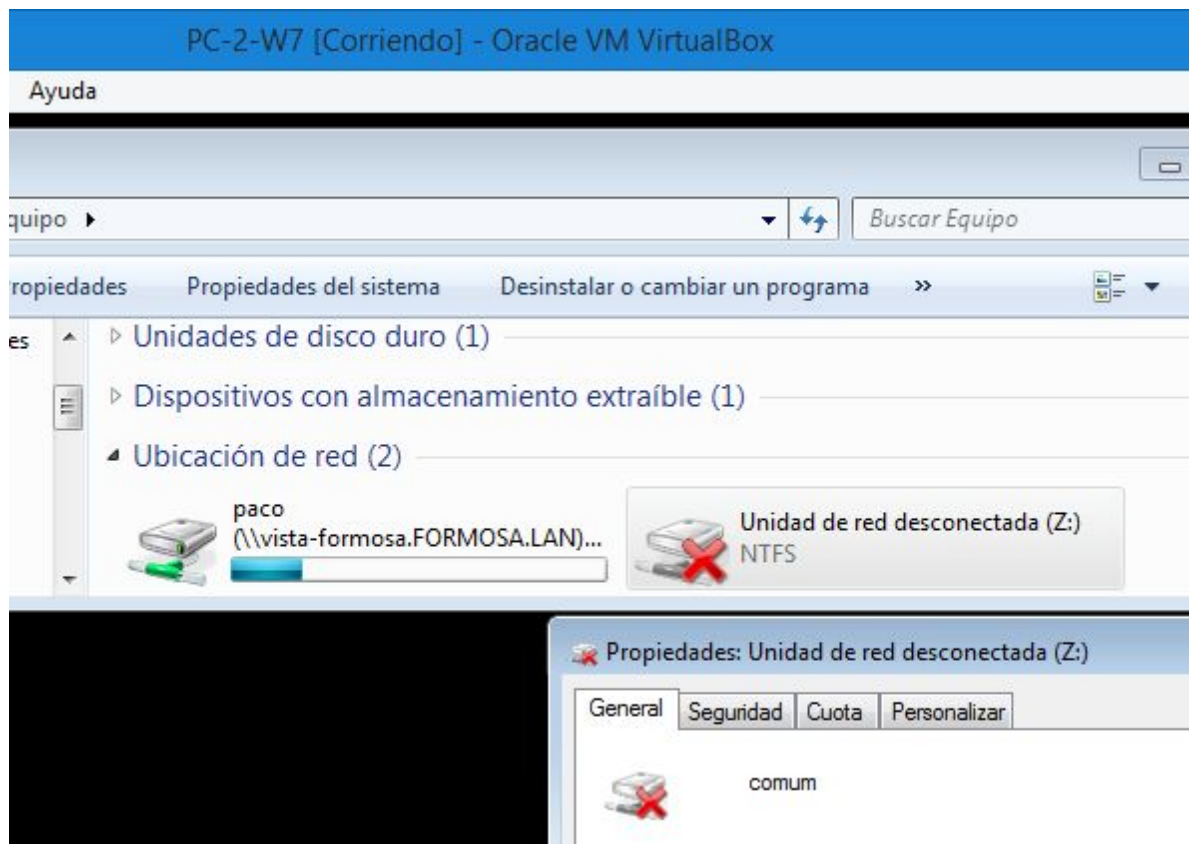 PC-2-W7 [Corriendo] - Oracle VM VirtualBox
Ayuda
quipo
Buscar Equipo
ropiedades Propiedades del sistema Desinstalar o cambiar un programa »
es
Unidades de disco duro (1)
Dispositivos con almacenamiento extraíble (1)
Ubicación de red (2)
paco
(\\vista-formosa.FORMOSA.LAN)...
Unidad de red desconectada (Z:)
NTFS
Propiedades: Unidad de red desconectada (Z:)
General Seguridad Cuota Personalizar
comum